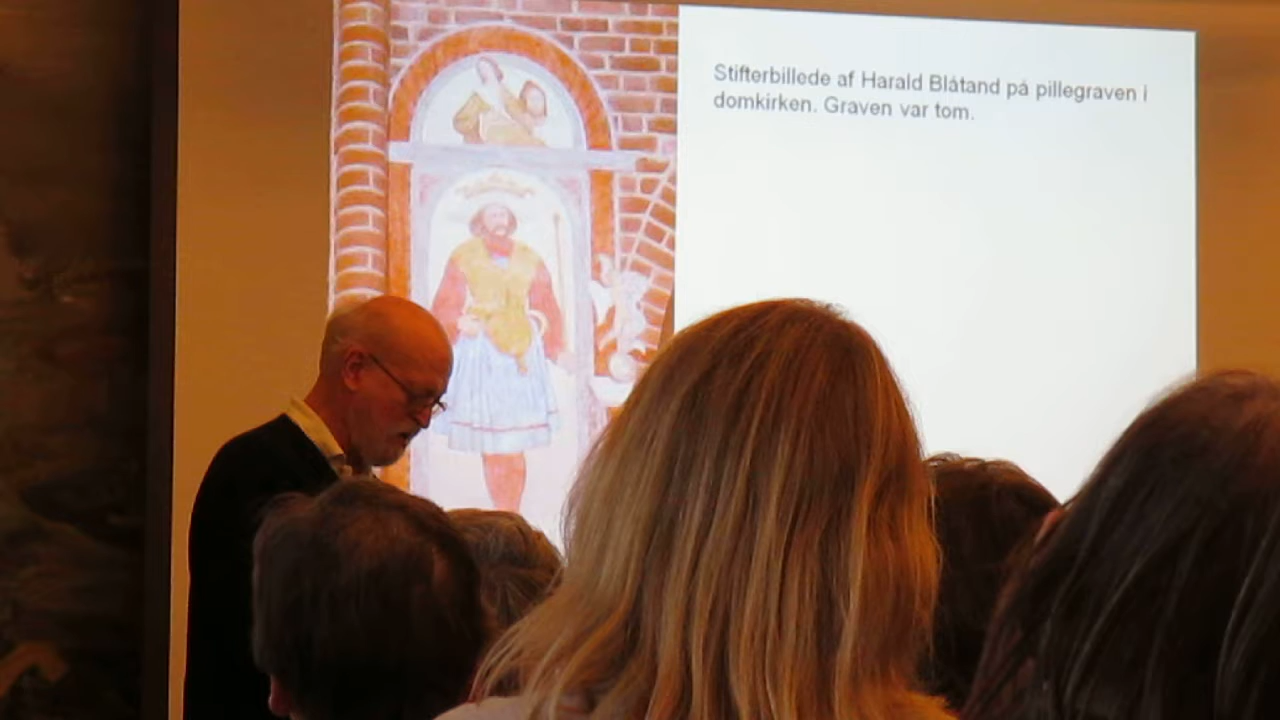 Stifterbillede af Harald Blåtand på pillegraven i
domkirken. Graven var tom.